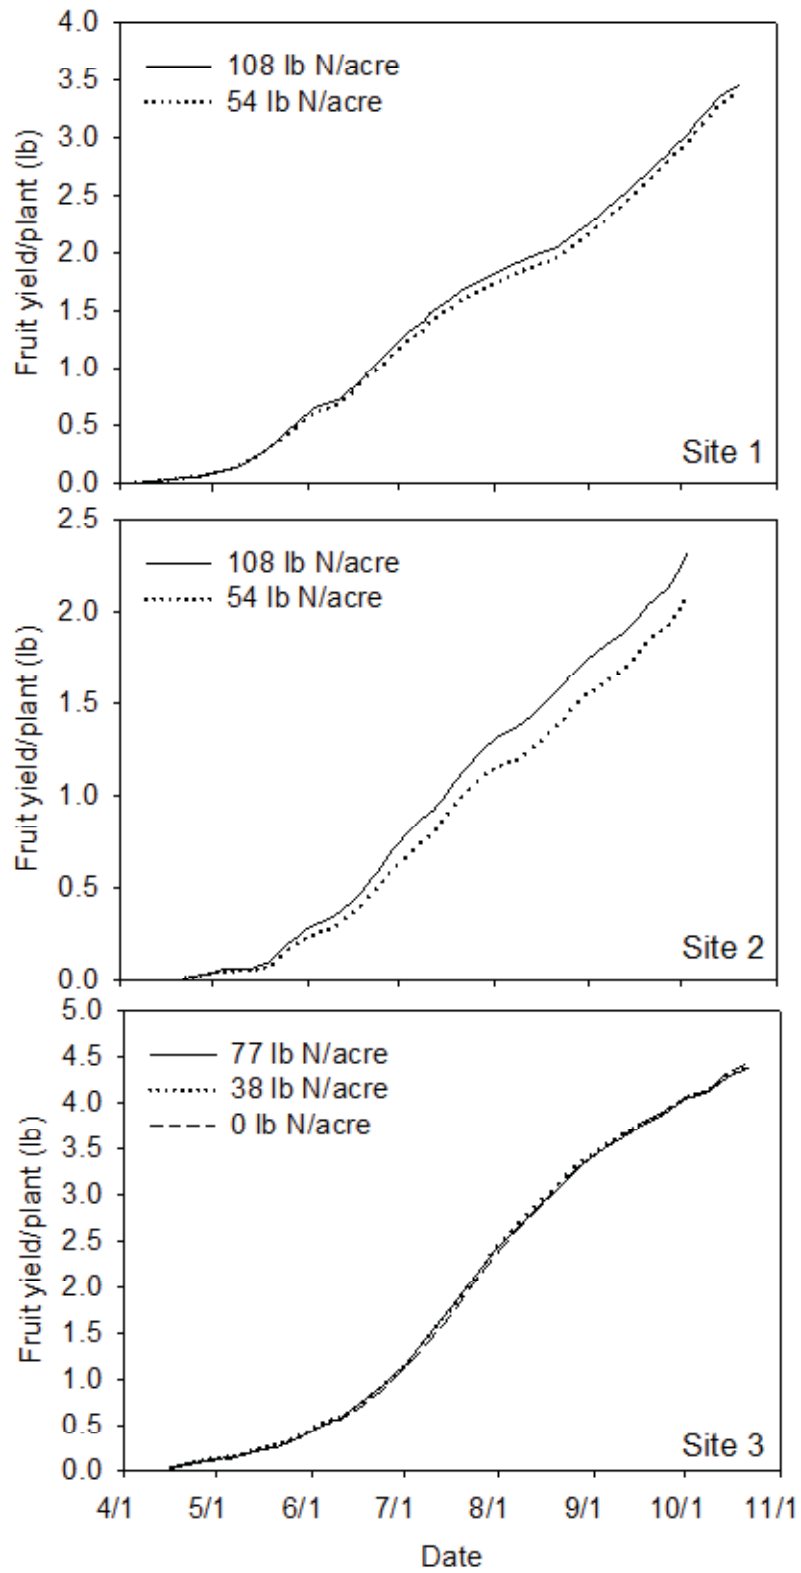 4.0
3.5
3.0
2.5
2.0
1.5
1.0
0.5
0.0
Fruit yield/plant (lb)
108 lb N/acre
54 lb N/acre
Site 1
2.5
2.0
1.5
1.0
0.5
0.0
Fruit yield/plant (lb)
108 lb N/acre
54 lb N/acre
Site 2
5.0
4.5
4.0
3.5
3.0
2.5
2.0
1.5
1.0
0.5
0.0
Fruit yield/plant (lb)
77 lb N/acre
38 lb N/acre
0 lb N/acre
Site 3
4/1 5/1 6/1 7/1 8/1 9/1 10/1 11/1
Date